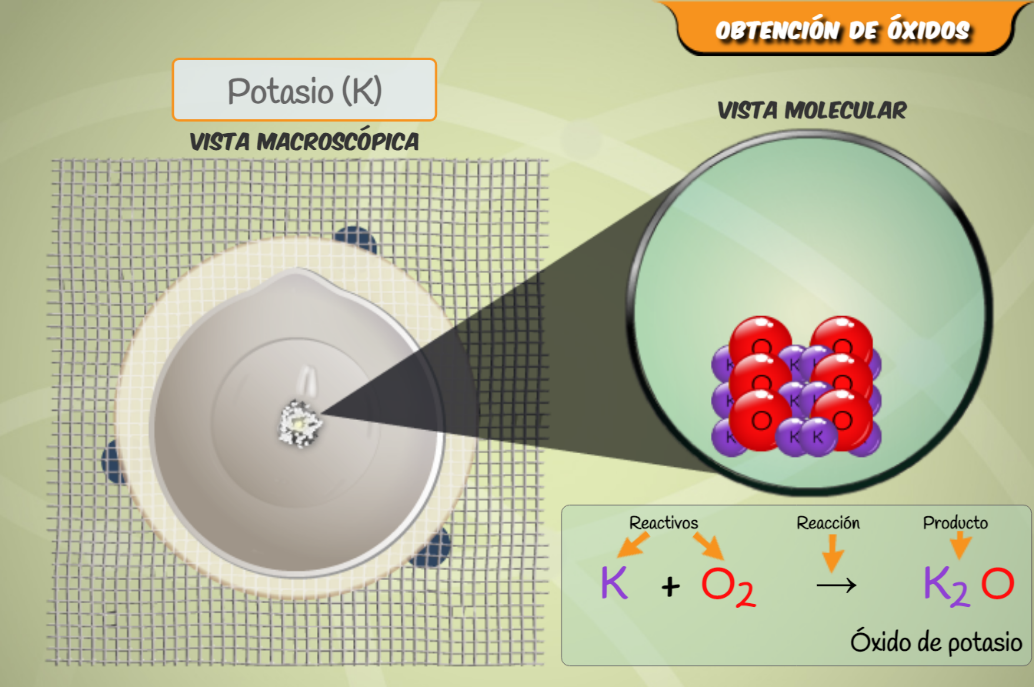 OBTENCIÓN DE ÓXIDOS
Potasio (K)
VISTA MACROSCÓPICA
VISTA MOLECULAR
O O
K K K K
O O
K K K
O O
K K K
Reactivos Reacción Producto
K + O₂ → K₂ O
Óxido de potasio